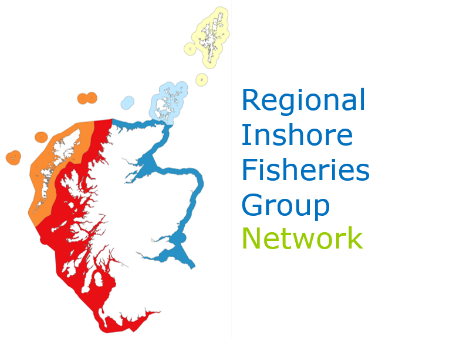 Regional
Inshore
Fisheries
Group
Network